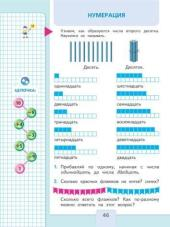 НУМЕРАЦИЯ
Узнаем, как образуются числа второго десятка.
Научимся их называть.
Десять.
Десяток.
ЦЕПОЧКА:
одиннадцать
шестнадцать
двенадцать
семнадцать
тринадцать
восемнадцать
четырнадцать
девятнадцать
пятнадцать
двадцать
1. Прибавляй по одному, начиная с числа
одиннадцать, до числа двадцать.
2. Сколько красных флажков на нитке? синих?
Сколько всего флажков? Как по-разному
можно ответить на этот вопрос?
46